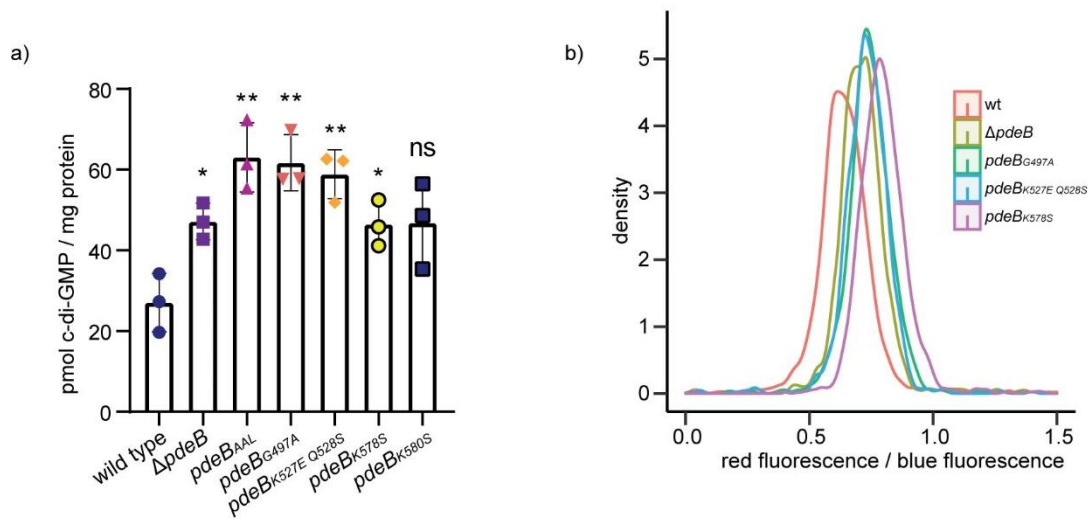 a)
pmol c-di-GMP / mg protein
80
60
40
20
0
*
**
**
**
*
ns
wild type
ΔpdeB
pdeBAAL
pdeBG497A
pdeBK527E Q528S
pdeBK578S
pdeBK580S
b)
density
5
4
3
2
1
0
0.0
0.5
1.0
1.5
red fluorescence / blue fluorescence
wt
ΔpdeB
pdeBG497A
pdeBK527E Q528S
pdeBK578S